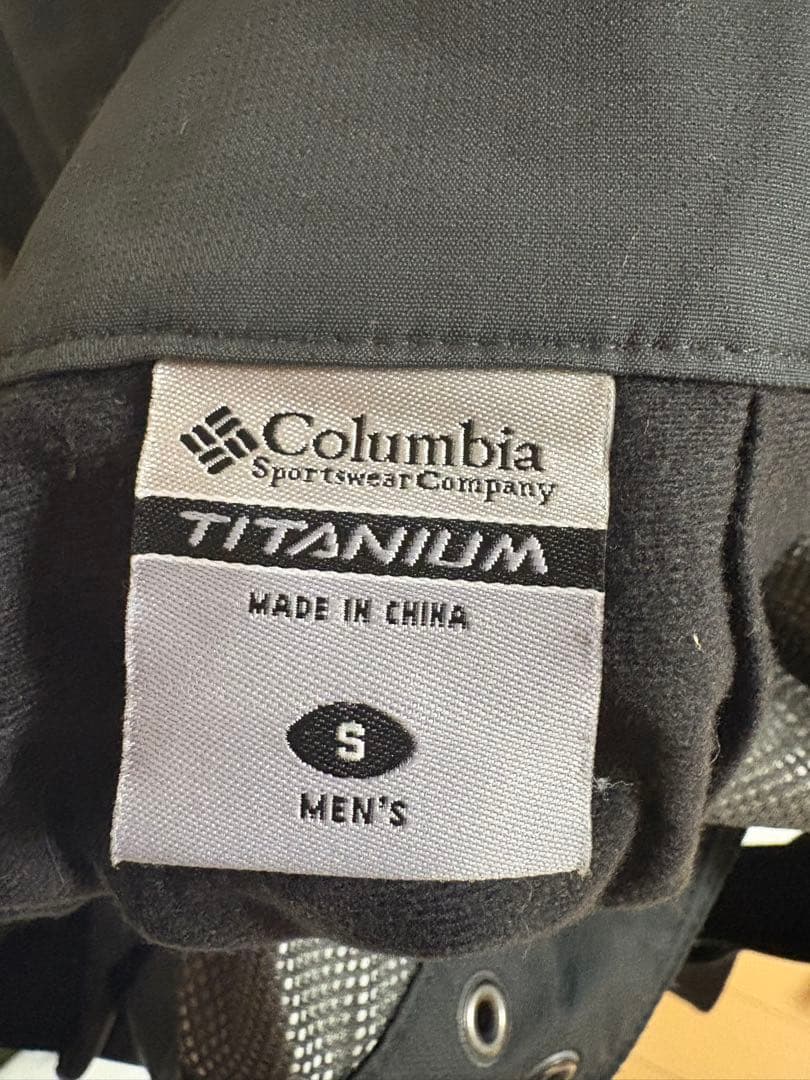 Columbia
Sportswear Company
TITANIUM
MADE IN CHINA
S
MEN'S